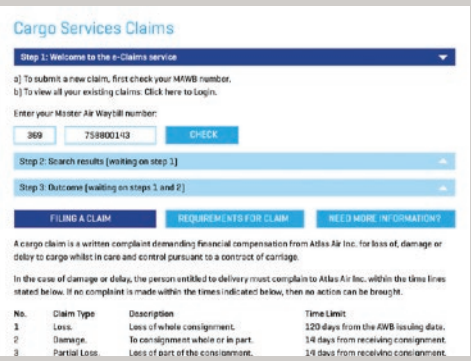 Cargo Services Claims
Step 1: Welcome to the e-Claims service
a) To submit a new claim, first check your MAWB number.
b) To view all your existing claims: Click here to Login.
Enter your Master Air Waybill number:
369 758800143 CHECK
Step 2: Search results (waiting on step 1)
Step 3: Outcome (waiting on steps 1 and 2)
FILING A CLAIM REQUIREMENTS FOR CLAIM NEED MORE INFORMATION?
A cargo claim is a written complaint demanding financial compensation from Atlas Air Inc. for loss of, damage or
delay to cargo whilst in care and control pursuant to a contract of carriage.
In the case of damage or delay, the person entitled to delivery must complain to Atlas Air Inc. within the time lines
stated below. If no complaint is made within the times indicated below, then no action can be brought.
No. Claim Type Description Time Limit
1 Loss. Loss of whole consignment. 120 days from the AWB issuing date.
2 Damage. To consignment whole or in part. 14 days from receiving consignment.
3 Partial Loss. Loss of part of the consignment. 14 days from receiving consignment.